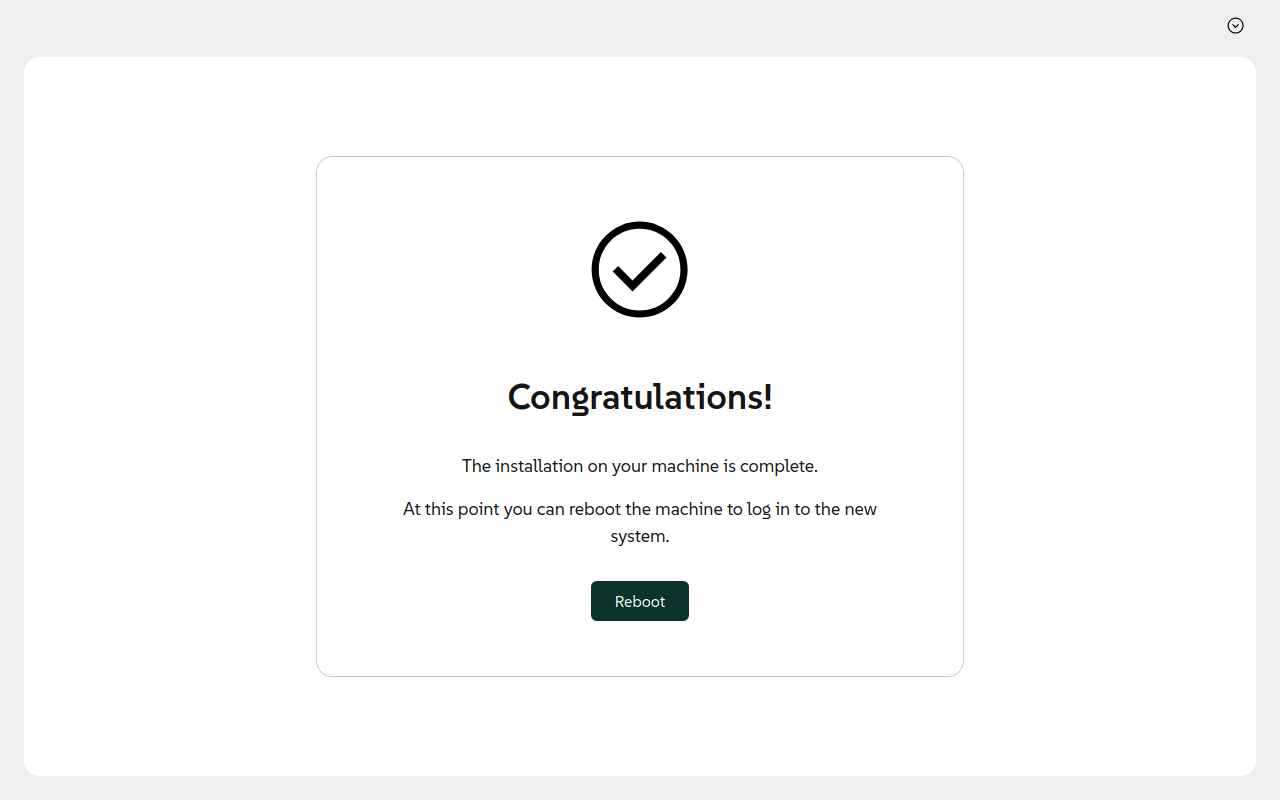 Congratulations!
The installation on your machine is complete.
At this point you can reboot the machine to log in to the new
system.
Reboot